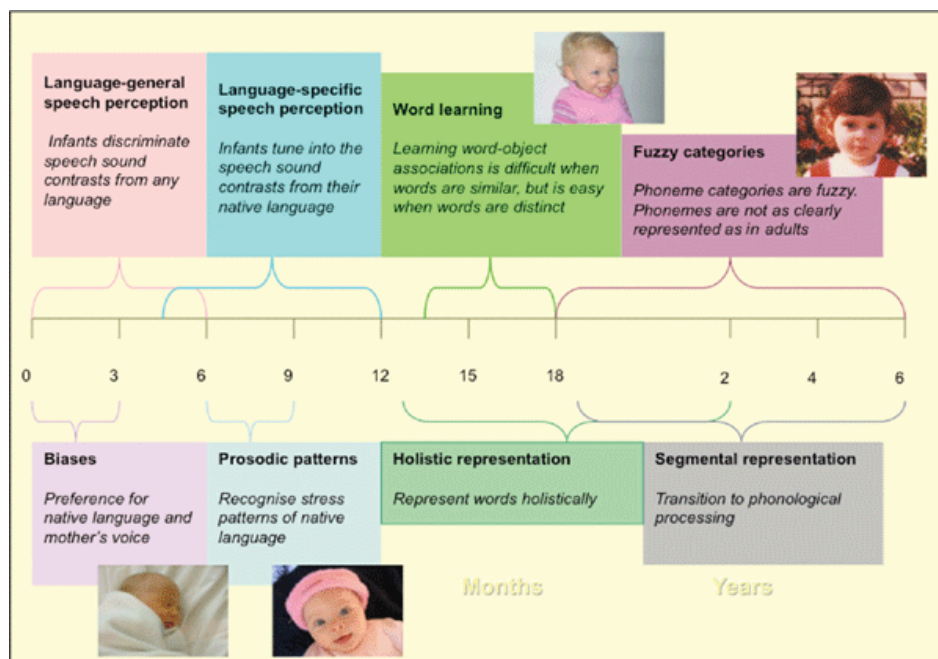 Language-general
speech perception
Infants discriminate
speech sound
contrasts from any
language
Language-specific
speech perception
Infants tune into the
speech sound
contrasts from their
native language
Word learning
Learning word-object
associations is difficult when
words are similar, but is easy
when words are distinct
Fuzzy categories
Phoneme categories are fuzzy.
Phonemes are not as clearly
represented as in adults
0 3 6 9 12 15 18 2 4 6
Biases
Preference for
native language and
mother's voice
Prosodic patterns
Recognise stress
patterns of native
language
Holistic representation
Represent words holistically
Segmental representation
Transition to phonological
processing
Months Years